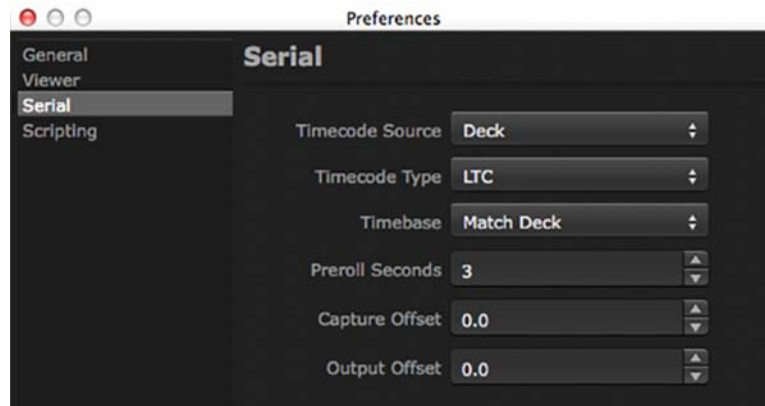 Preferences
General
Viewer
Serial
Scripting
Serial
Timecode Source Deck
Timecode Type LTC
Timebase Match Deck
Preroll Seconds 3
Capture Offset 0.0
Output Offset 0.0